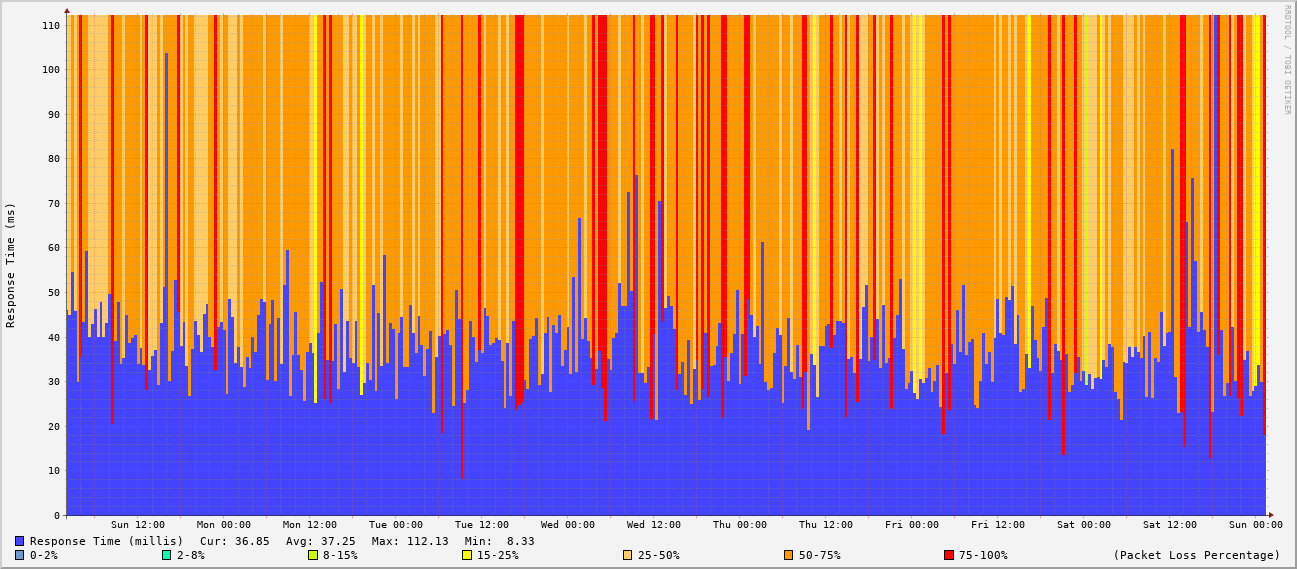 RRDTOOL / TOBI OETIKER
Response Time (ms)
110
100
90
80
70
60
50
40
30
20
10
0
Sun 12:00 Mon 00:00 Mon 12:00 Tue 00:00 Tue 12:00 Wed 00:00 Wed 12:00 Thu 00:00 Thu 12:00 Fri 00:00 Fri 12:00 Sat 00:00 Sat 12:00 Sun 00:00
Response Time (millis) Cur: 36.85 Avg: 37.25 Max: 112.13 Min: 8.33
0-2% 2-8% 8-15% 15-25% 25-50% 50-75% 75-100% (Packet Loss Percentage)